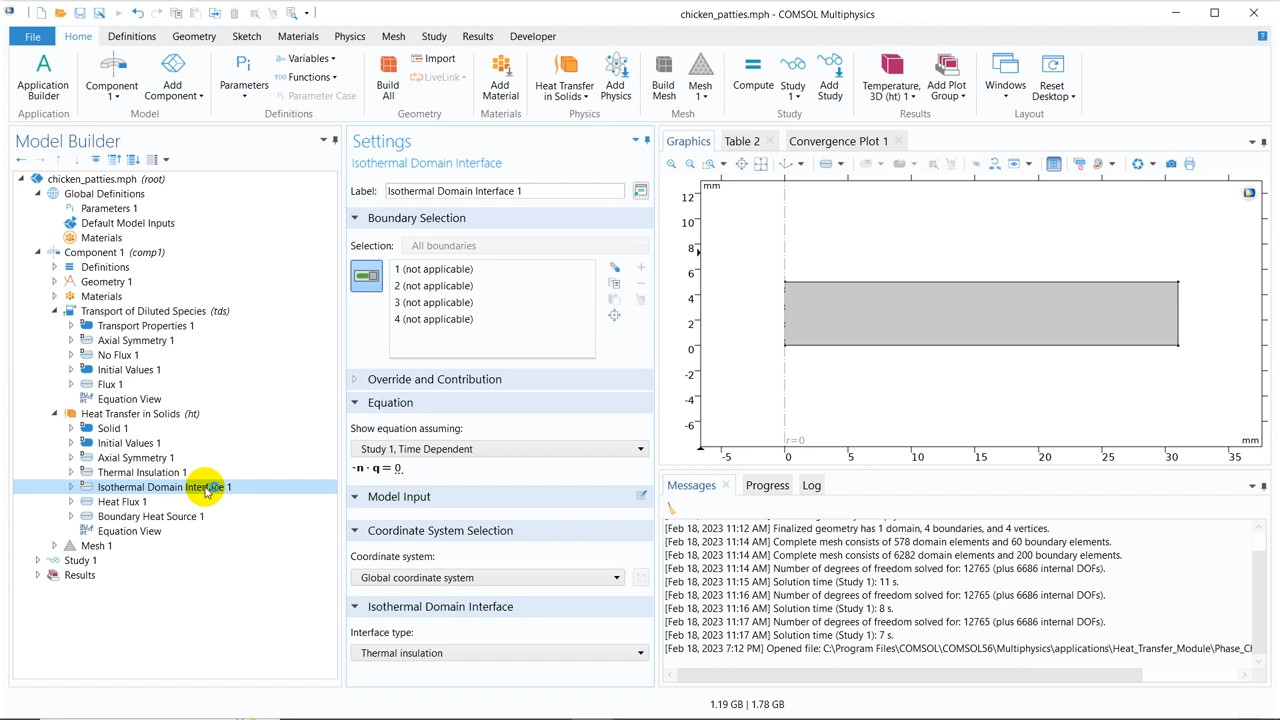 chicken_patties.mph - COMSOL Multiphysics
File
Home
Definitions
Geometry
Sketch
Materials
Physics
Mesh
Study
Results
Developer
Application Builder
Application
Component 1
Add Component
Model
Pi
Parameters
Variables
Functions
Parameter Case
Definitions
Import
LiveLink
Build All
Geometry
Add Material
Materials
Heat Transfer in Solids
Add Physics
Physics
Build Mesh
Mesh 1
Mesh
Compute
Study 1
Add Study
Study
Temperature, 3D (ht) 1
Add Plot Group
Results
Windows
Reset Desktop
Layout
Model Builder
chicken_patties.mph (root)
Global Definitions
Parameters 1
Default Model Inputs
Materials
Component 1 (comp1)
Definitions
Geometry 1
Materials
Transport of Diluted Species (tds)
Transport Properties 1
Axial Symmetry 1
No Flux 1
Initial Values 1
Flux 1
Equation View
Heat Transfer in Solids (ht)
Solid 1
Initial Values 1
Axial Symmetry 1
Thermal Insulation 1
Isothermal Domain Interface 1
Heat Flux 1
Boundary Heat Source 1
Equation View
Mesh 1
Study 1
Results
Settings
Isothermal Domain Interface
Label: Isothermal Domain Interface 1
Boundary Selection
Selection: All boundaries
1 (not applicable)
2 (not applicable)
3 (not applicable)
4 (not applicable)
Override and Contribution
Equation
Show equation assuming:
Study 1, Time Dependent
-n · q = 0,
Model Input
Coordinate System Selection
Coordinate system:
Global coordinate system
Isothermal Domain Interface
Interface type:
Thermal insulation
Graphics
Table 2
Convergence Plot 1
mm
12
10
8
6
4
2
0
-2
-4
-6
r=0
mm
-5 0 5 10 15 20 25 30 35
Messages
Progress
Log
[Feb 18, 2023 11:12 AM] Finalized geometry has 1 domain, 4 boundaries, and 4 vertices.
[Feb 18, 2023 11:14 AM] Complete mesh consists of 578 domain elements and 60 boundary elements.
[Feb 18, 2023 11:14 AM] Complete mesh consists of 6282 domain elements and 200 boundary elements.
[Feb 18, 2023 11:14 AM] Number of degrees of freedom solved for: 12765 (plus 6686 internal DOFs).
[Feb 18, 2023 11:15 AM] Solution time (Study 1): 11 s.
[Feb 18, 2023 11:16 AM] Number of degrees of freedom solved for: 12765 (plus 6686 internal DOFs).
[Feb 18, 2023 11:16 AM] Solution time (Study 1): 8 s.
[Feb 18, 2023 11:17 AM] Number of degrees of freedom solved for: 12765 (plus 6686 internal DOFs).
[Feb 18, 2023 11:17 AM] Solution time (Study 1): 7 s.
[Feb 18, 2023 7:12 PM] Opened file: C:\Program Files\COMSOL\COMSOL56\Multiphysics\applications\Heat_Transfer_Module\Phase_Ch
1.19 GB | 1.78 GB